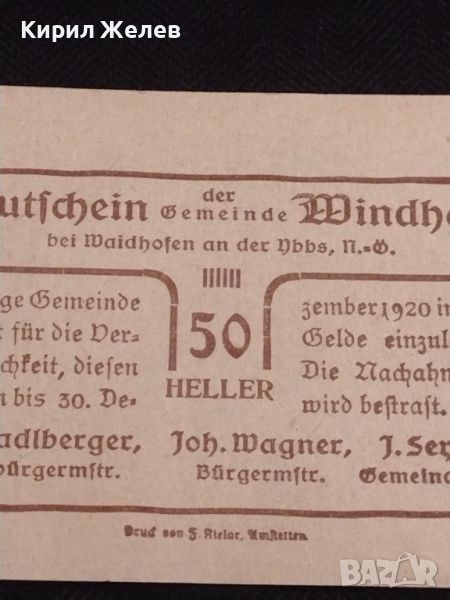 Кирил Желев
utschein der Gemeinde Windh
bei Waidhofen an der Ybbs, N.-Ö.
ge Gemeinde
t für die Ver-
chkeit, diesen
n bis 30. De-
50
HELLER
zember 1920 in
Gelde einzul
Die Nachahm
wird bestraft.
adlberger, Joh. Wagner, J. Se
Bürgermstr. Bürgermstr. Gemeind
Druck von F. Kielar, Amstetten.
BAZAR